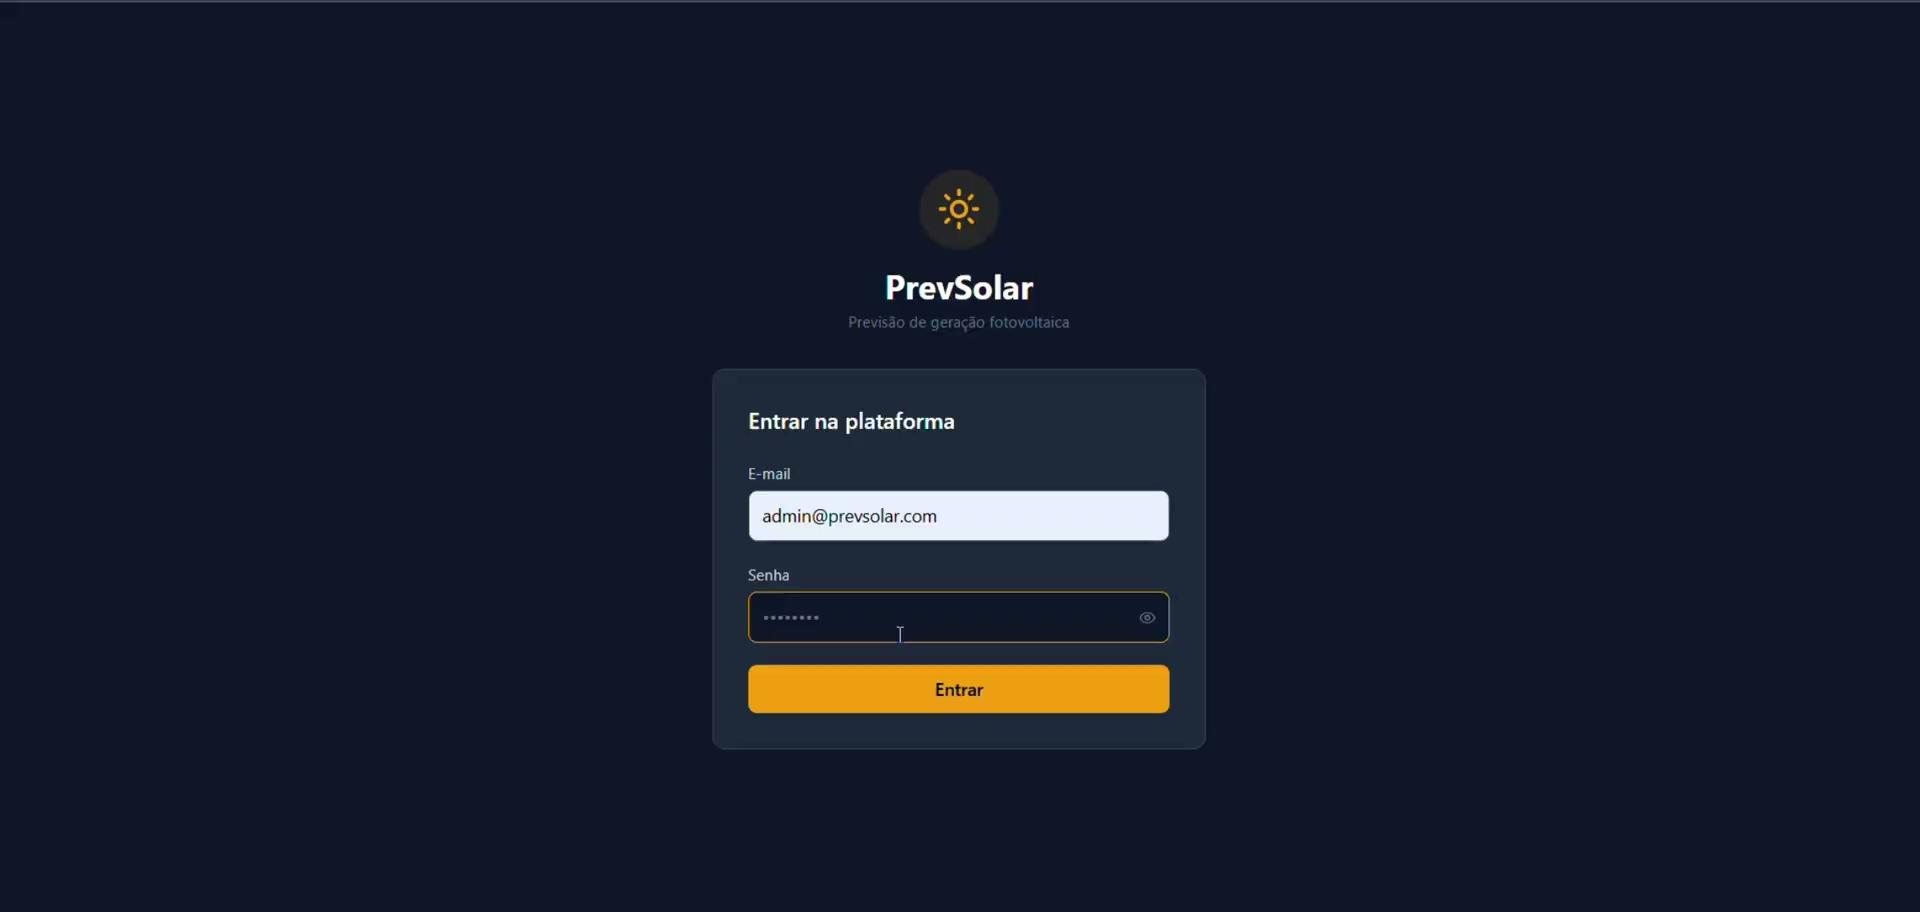 PrevSolar
Previsão de geração fotovoltaica
Entrar na plataforma
E-mail
admin@prevsolar.com
Senha
••••••••
Entrar